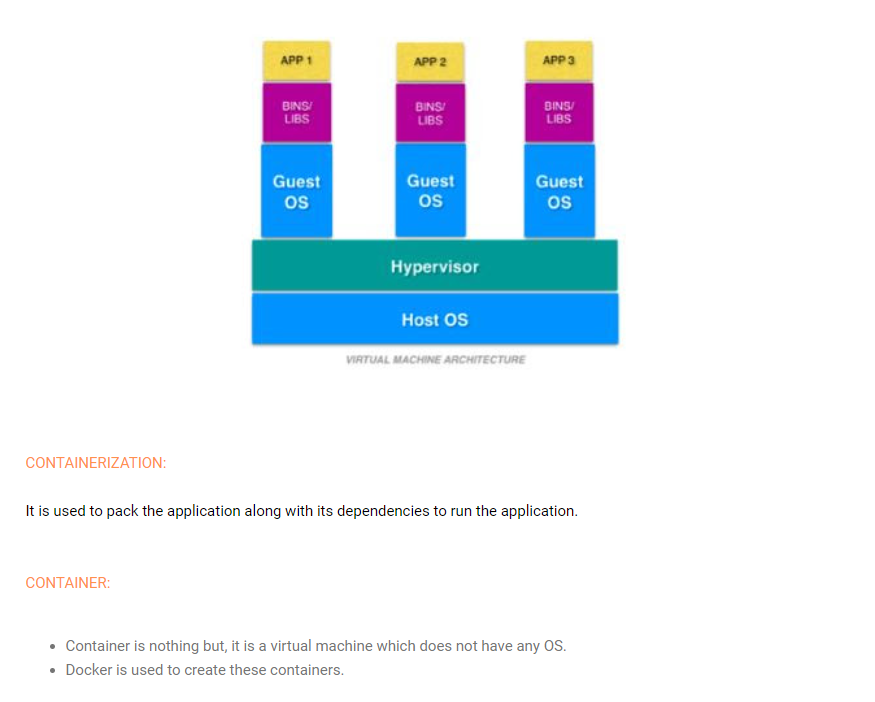 APP 1
APP 2
APP 3
BINS/
LIBS
BINS/
LIBS
BINS/
LIBS
Guest
OS
Guest
OS
Guest
OS
Hypervisor
Host OS
VIRTUAL MACHINE ARCHITECTURE
CONTAINERIZATION:
It is used to pack the application along with its dependencies to run the application.
CONTAINER:
• Container is nothing but, it is a virtual machine which does not have any OS.
• Docker is used to create these containers.